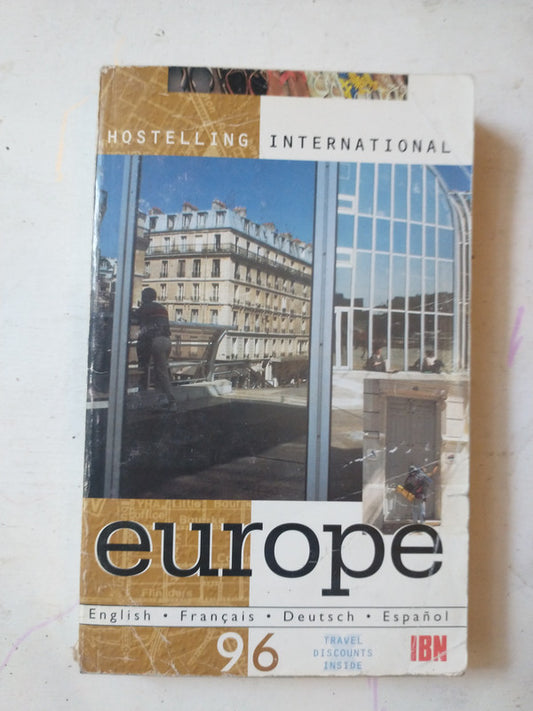 HOSTELLING INTERNATIONAL
europe
English • Français • Deutsch • Español
96
TRAVEL
DISCOUNTS
INSIDE
IBN